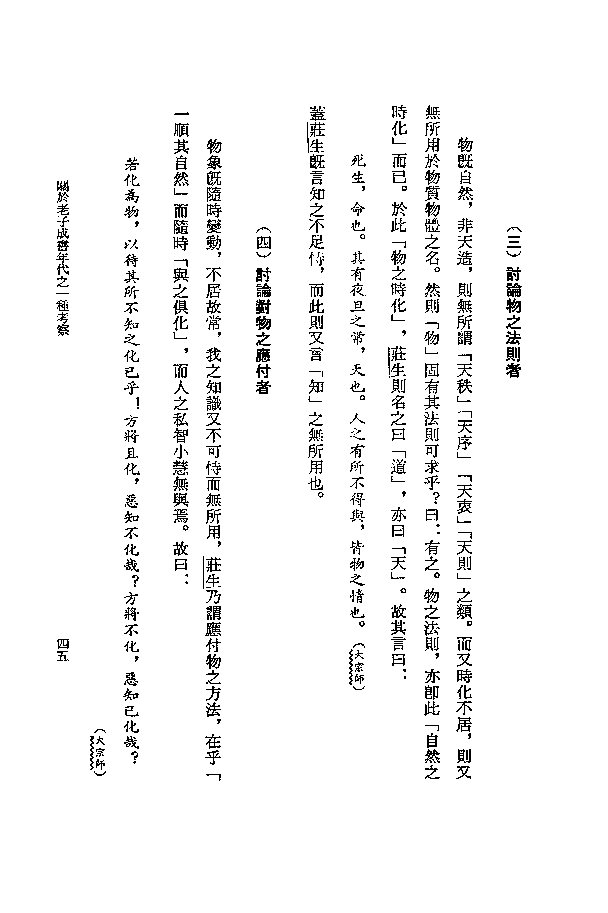 （三）討論物之法則者
物旣自然，非天造，則無所謂「天秩」「天序」「天衷」「天則」之類。而又時化不居，則又
無所用於物質物體之名。然則「物」固有其法則可求乎？曰：有之。物之法則，亦卽此「自然之
時化」而已。於此「物之時化」，莊生則名之曰「道」，亦曰「天」。故其言曰：
死生，命也。其有夜旦之常，天也。人之有所不得與，皆物之情也。（大宗師）
蓋莊生旣言知之不足恃，而此則又言「知」之無所用也。
（四）討論對物之應付者
物象旣隨時變動，不居故常，我之知識又不可恃而無所用，莊生乃謂應付物之方法，在乎「
一順其自然」而隨時「與之俱化」，而人之私智小慧無與焉。故曰：
若化為物，以待其所不知之化已乎！方將且化，惡知不化哉？方將不化，惡知已化哉？
（大宗師）
關於老子成書年代之一種考察
四五